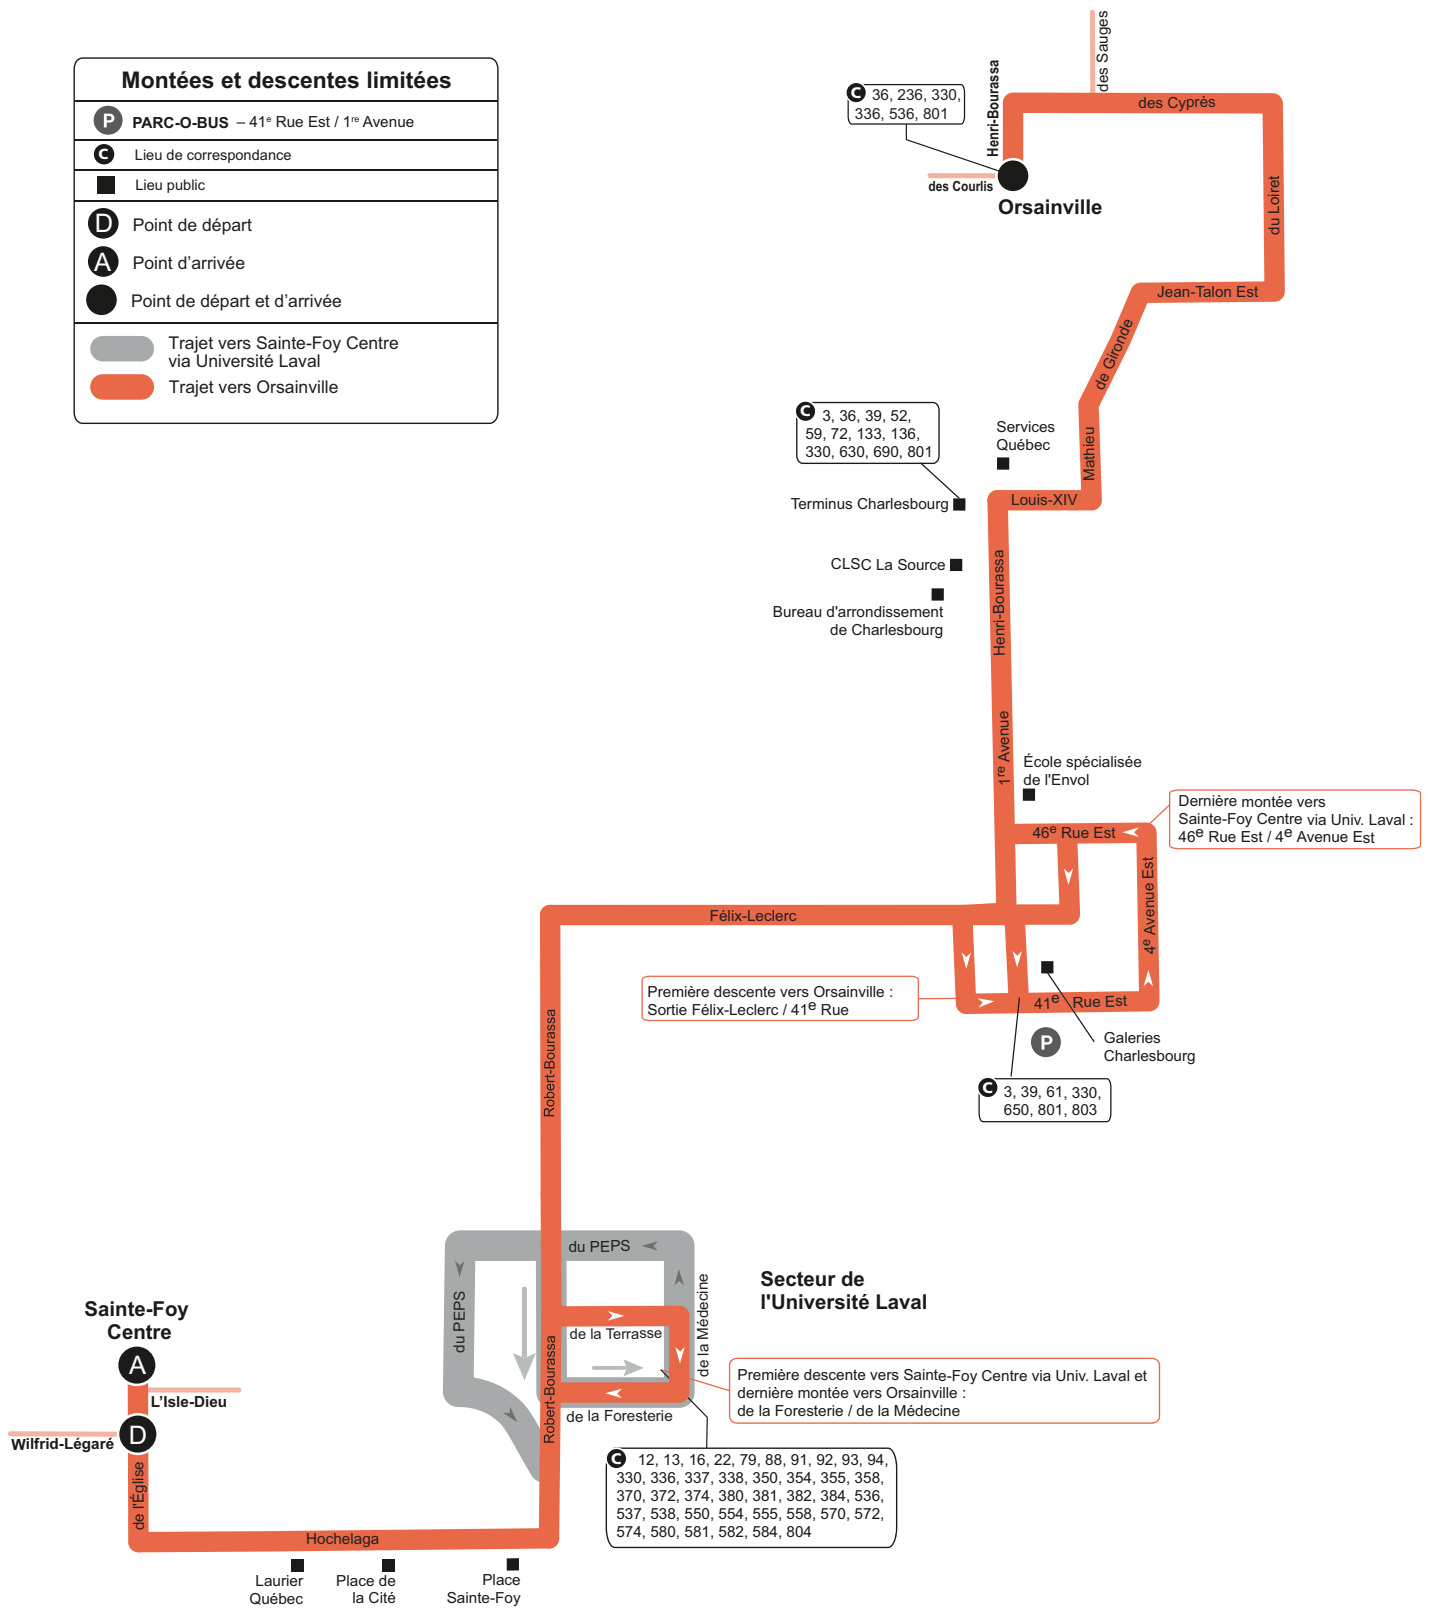 Montées et descentes limitées
P PARC-O-BUS – 41e Rue Est / 1re Avenue
C Lieu de correspondance
Lieu public
D Point de départ
A Point d'arrivée
Point de départ et d'arrivée
Trajet vers Sainte-Foy Centre
via Université Laval
Trajet vers Orsainville
des Sauges
C 36, 236, 330,
336, 536, 801
Henri-Bourassa
des Cyprès
des Courlis
Orsainville
du Loiret
Jean-Talon Est
de Gironde
C 3, 36, 39, 52,
59, 72, 133, 136,
330, 630, 690, 801
Services
Québec
Mathieu
Terminus Charlesbourg
Louis-XIV
CLSC La Source
Bureau d'arrondissement
de Charlesbourg
Henri-Bourassa
1re Avenue
École spécialisée
de l'Envol
Dernière montée vers
Sainte-Foy Centre via Univ. Laval :
46e Rue Est / 4e Avenue Est
46e Rue Est
4e Avenue Est
Félix-Leclerc
Première descente vers Orsainville :
Sortie Félix-Leclerc / 41e Rue
41e Rue Est
P
Galeries
Charlesbourg
C 3, 39, 61, 330,
650, 801, 803
Robert-Bourassa
du PEPS
du PEPS
de la Médecine
Secteur de
l'Université Laval
de la Terrasse
Robert-Bourassa
de la Foresterie
Première descente vers Sainte-Foy Centre via Univ. Laval et
dernière montée vers Orsainville :
de la Foresterie / de la Médecine
C 12, 13, 16, 22, 79, 88, 91, 92, 93, 94,
330, 336, 337, 338, 350, 354, 355, 358,
370, 372, 374, 380, 381, 382, 384, 536,
537, 538, 550, 554, 555, 558, 570, 572,
574, 580, 581, 582, 584, 804
Sainte-Foy
Centre
A
L'Isle-Dieu
D
Wilfrid-Légaré
de l'Église
Hochelaga
Laurier
Québec
Place de
la Cité
Place
Sainte-Foy